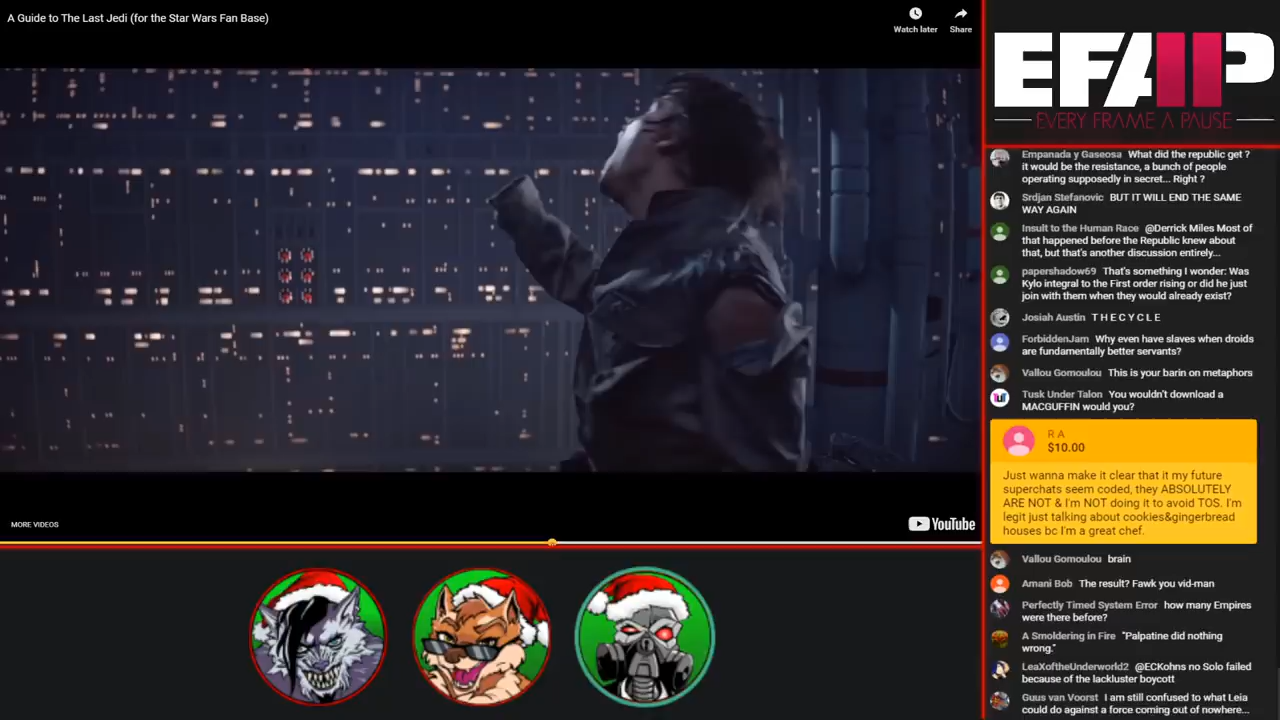 A Guide to The Last Jedi (for the Star Wars Fan Base)
Watch later
Share
MORE VIDEOS
YouTube
EFAP
EVERY FRAME A PAUSE
Empanada y Gaseosa What did the republic get ?
it would be the resistance, a bunch of people
operating supposedly in secret... Right ?
Srdjan Stefanovic BUT IT WILL END THE SAME
WAY AGAIN
Insult to the Human Race @Derrick Miles Most of
that happened before the Republic knew about
that, but that's another discussion entirely...
papershadow69 That's something I wonder: Was
Kylo integral to the First order rising or did he just
join with them when they would already exist?
Josiah Austin T H E C Y C L E
ForbiddenJam Why even have slaves when droids
are fundamentally better servants?
Vallou Gomoulou This is your barin on metaphors
Tusk Under Talon You wouldn't download a
MACGUFFIN would you?
R A
$10.00
Just wanna make it clear that it my future
superchats seem coded, they ABSOLUTELY
ARE NOT & I'm NOT doing it to avoid TOS. I'm
legit just talking about cookies&gingerbread
houses bc I'm a great chef.
Vallou Gomoulou brain
Amani Bob The result? Fawk you vid-man
Perfectly Timed System Error how many Empires
were there before?
A Smoldering in Fire "Palpatine did nothing
wrong."
LeaXoftheUnderworld2 @ECKohns no Solo failed
because of the lackluster boycott
Guus van Voorst I am still confused to what Leia
could do against a force coming out of nowhere...